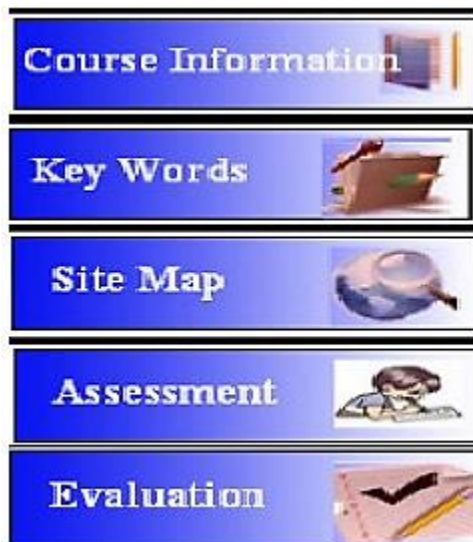 Course Information
Key Words
Site Map
Assessment
Evaluation